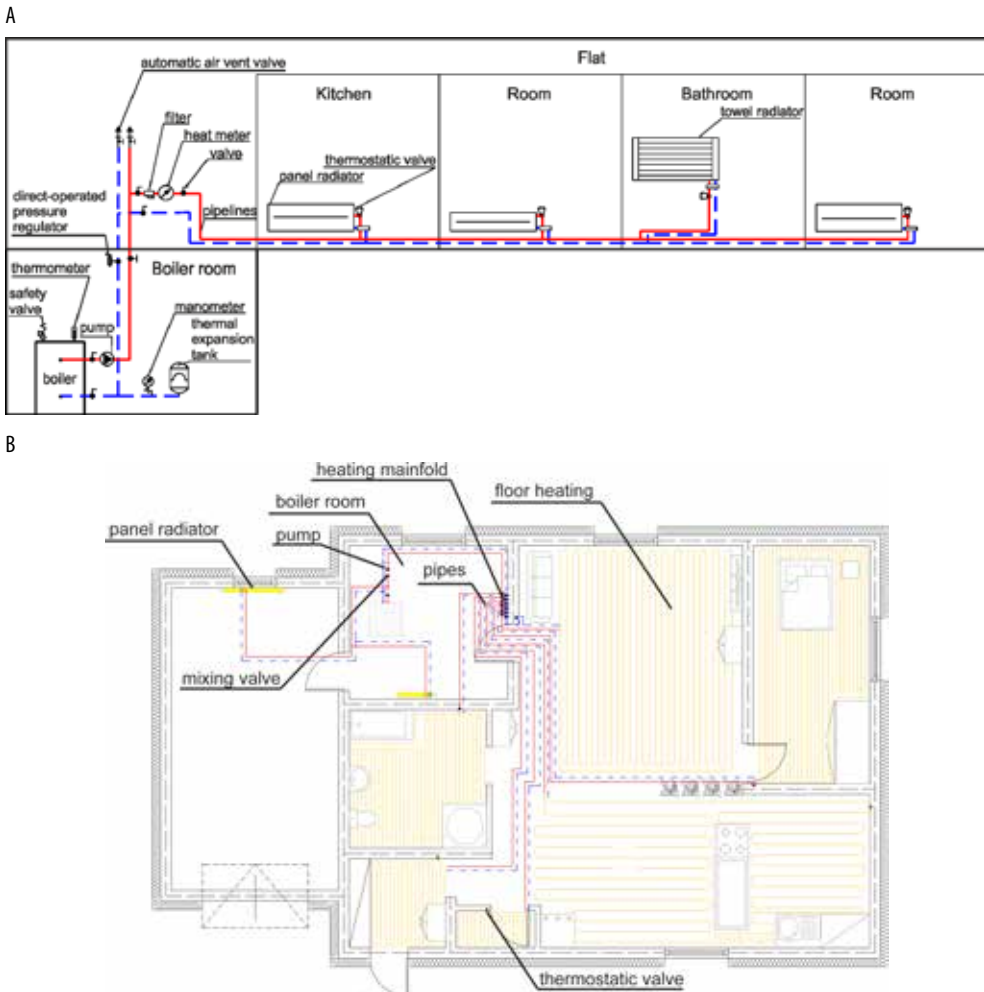 A
Flat
automatic air vent valve
Kitchen
Room
Bathroom
Room
towel radiator
filter
heat meter
valve
thermostatic valve
panel radiator
direct-operated
pressure
regulator
pipelines
thermometer
Boiler room
safety
valve
manometer
pump
thermal
expansion
tank
boiler
B
heating mainfold
floor heating
boiler room
panel radiator
pump
pipes
mixing valve
thermostatic valve